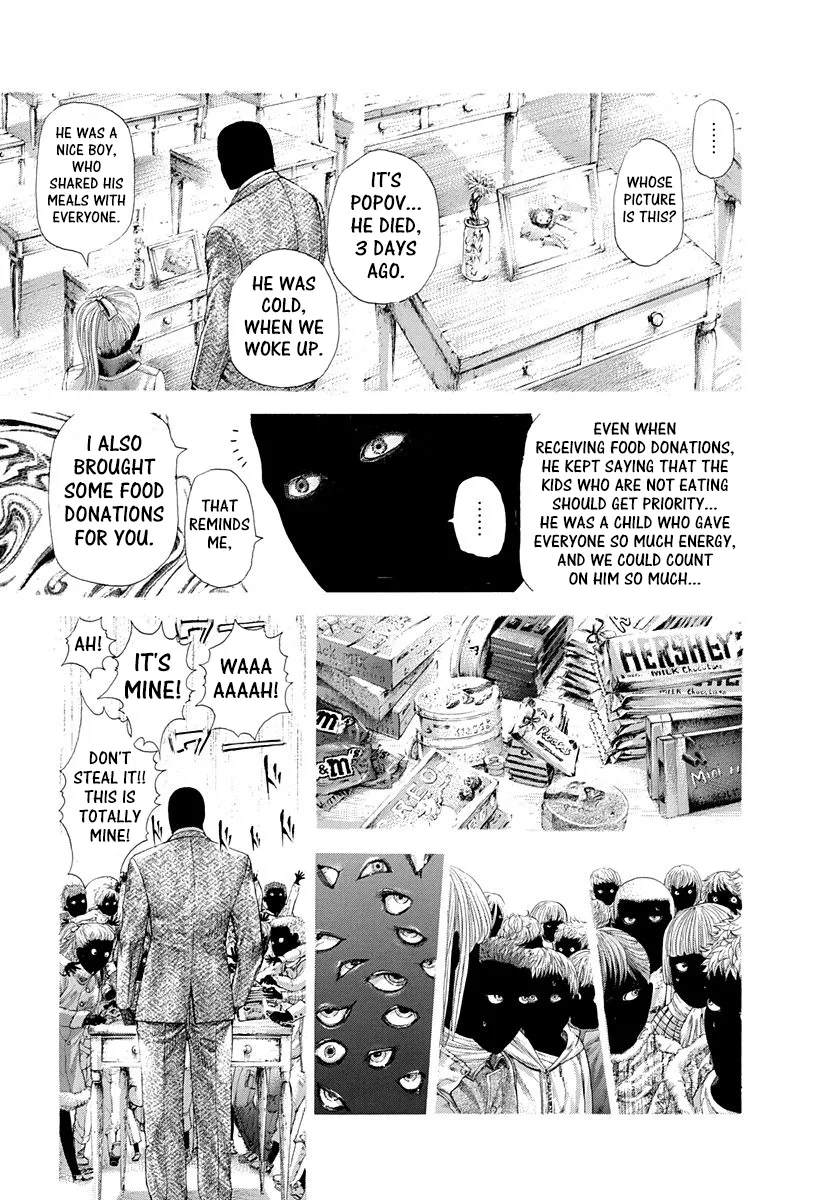 ......
WHOSE
PICTURE
IS THIS?
IT'S
POPOV...
HE DIED,
3 DAYS
AGO.
HE WAS
COLD,
WHEN WE
WOKE UP.
HE WAS A
NICE BOY,
WHO
SHARED HIS
MEALS WITH
EVERYONE.
EVEN WHEN
RECEIVING FOOD DONATIONS,
HE KEPT SAYING THAT THE
KIDS WHO ARE NOT EATING
SHOULD GET PRIORITY...
HE WAS A CHILD WHO GAVE
EVERYONE SO MUCH ENERGY,
AND WE COULD COUNT
ON HIM SO MUCH...
......
THAT
REMINDS
ME,
I ALSO
BROUGHT
SOME FOOD
DONATIONS
FOR YOU.
HERSHEY
MILK Chocolate
MILK Chocolate
m&m's
Mini
WAAA
AAAAH!
IT'S
MINE!
AH!
DON'T
STEAL IT!!
THIS IS
TOTALLY
MINE!